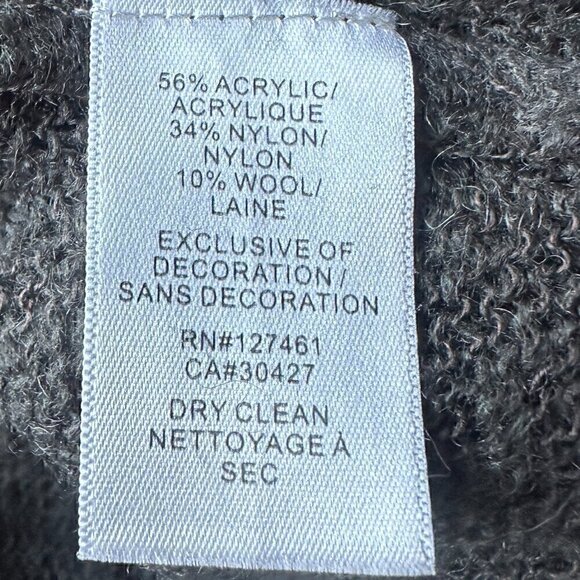 56% ACRYLIC/
ACRYLIQUE
34% NYLON/
NYLON
10% WOOL/
LAINE
EXCLUSIVE OF
DECORATION/
SANS DECORATION
RN#127461
CA#30427
DRY CLEAN
NETTOYAGE À
SEC